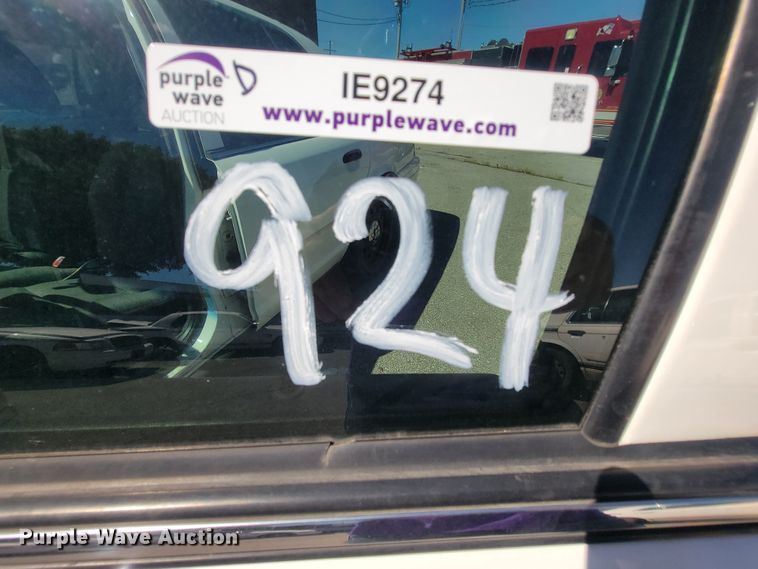 purple
wave
AUCTION
D
IE9274
www.purplewave.com
924
Purple Wave Auction